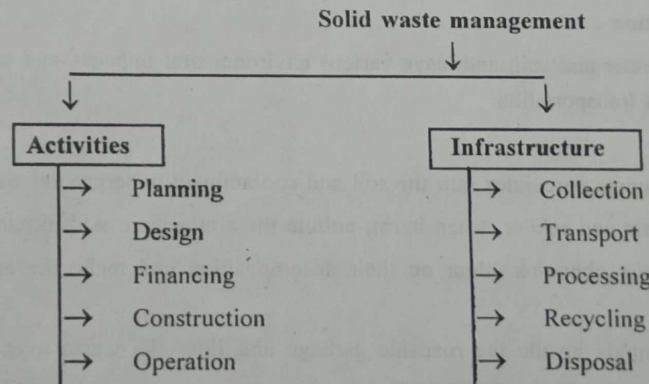 Solid waste management
Activities
Infrastructure
Planning
Collection
Design
Transport
Financing
Processing
Construction
Recycling
Operation
Disposal